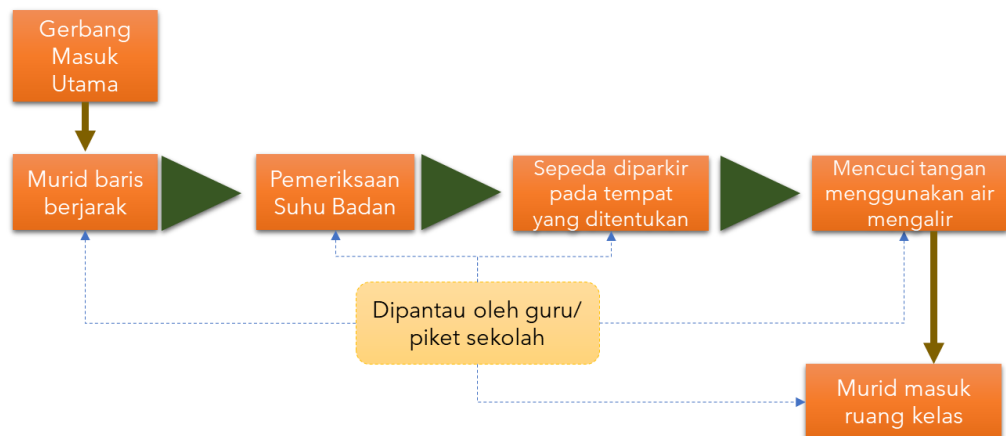 Gerbang
Masuk
Utama
Murid baris
berjarak
Pemeriksaan
Suhu Badan
Sepeda diparkir
pada tempat
yang ditentukan
Mencuci tangan
menggunakan air
mengalir
Dipantau oleh guru/
piket sekolah
Murid masuk
ruang kelas